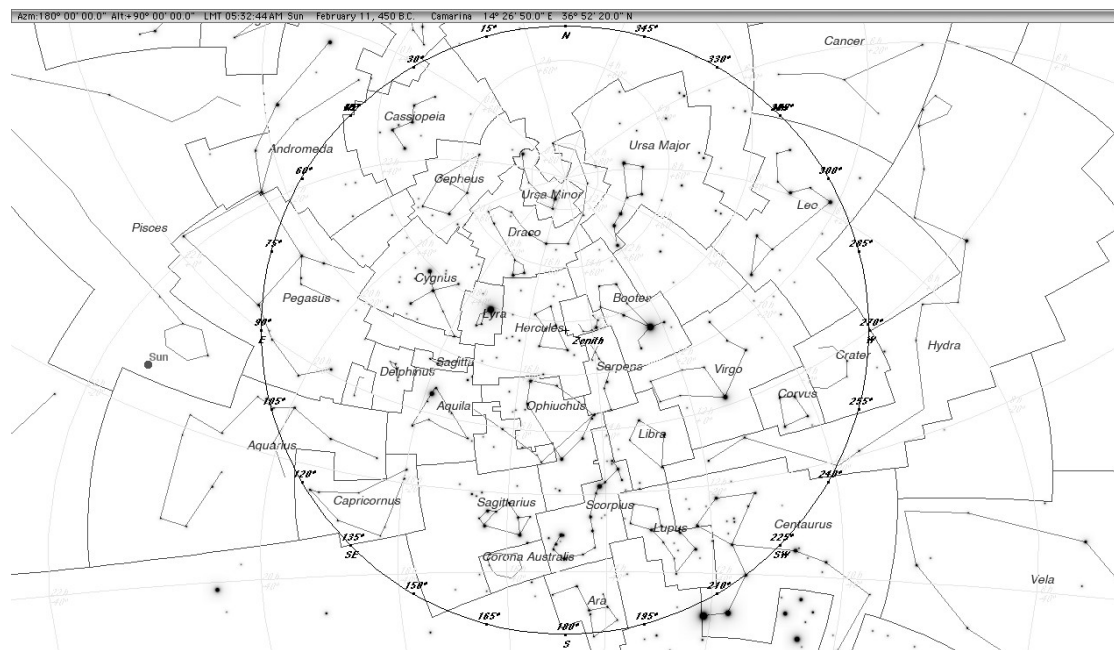 Azm:180° 00' 00.0" Alt:+90° 00' 00.0" LMT 05:32:44 AM Sun February 11, 450 B.C. Camarina 14° 26' 50.0" E 36° 52' 20.0" N
15° N 345°
30° 330°
Cancer
Cassiopeia
Andromeda
Ursa Major
60° 300°
Cepheus
Ursa Minor
Leo
Pisces
Draco
75° 285°
Cygnus
Pegasus
Bootes
Lyra
Hercules
90° E
Zenith
270° W
Hydra
Sun
Crater
Sagitta
Delphinus
Serpens
Virgo
Corvus
105° 255°
Aquila
Ophiuchus
Libra
Aquarius
120° 240°
Capricornus
Sagittarius
Scorpius
Lupus
Centaurus
135° SE
225° SW
Corona Australis
Vela
150° 210°
Ara
165° 180° 195°
S